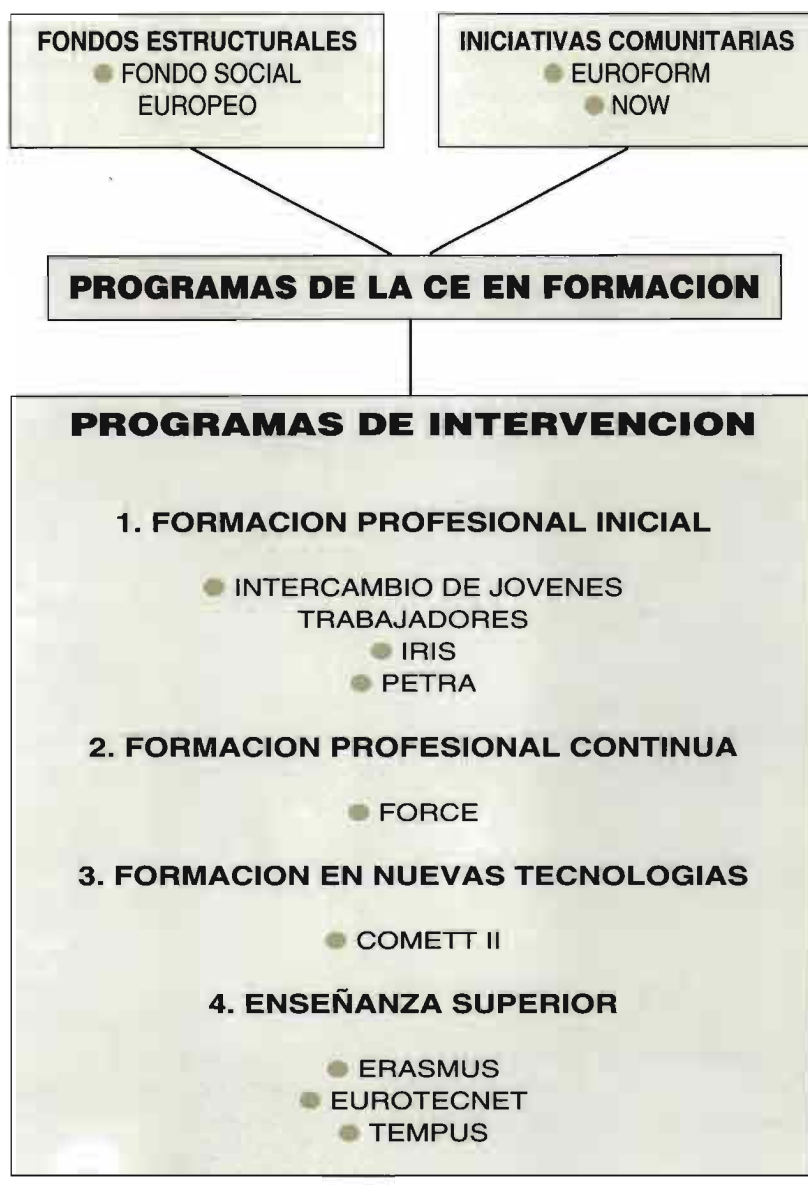 FONDOS ESTRUCTURALES
● FONDO SOCIAL
EUROPEO
INICIATIVAS COMUNITARIAS
● EUROFORM
● NOW
PROGRAMAS DE LA CE EN FORMACION
PROGRAMAS DE INTERVENCION
1. FORMACION PROFESIONAL INICIAL
● INTERCAMBIO DE JOVENES
TRABAJADORES
● IRIS
● PETRA
2. FORMACION PROFESIONAL CONTINUA
● FORCE
3. FORMACION EN NUEVAS TECNOLOGIAS
● COMETT II
4. ENSEÑANZA SUPERIOR
● ERASMUS
● EUROTECNET
● TEMPUS